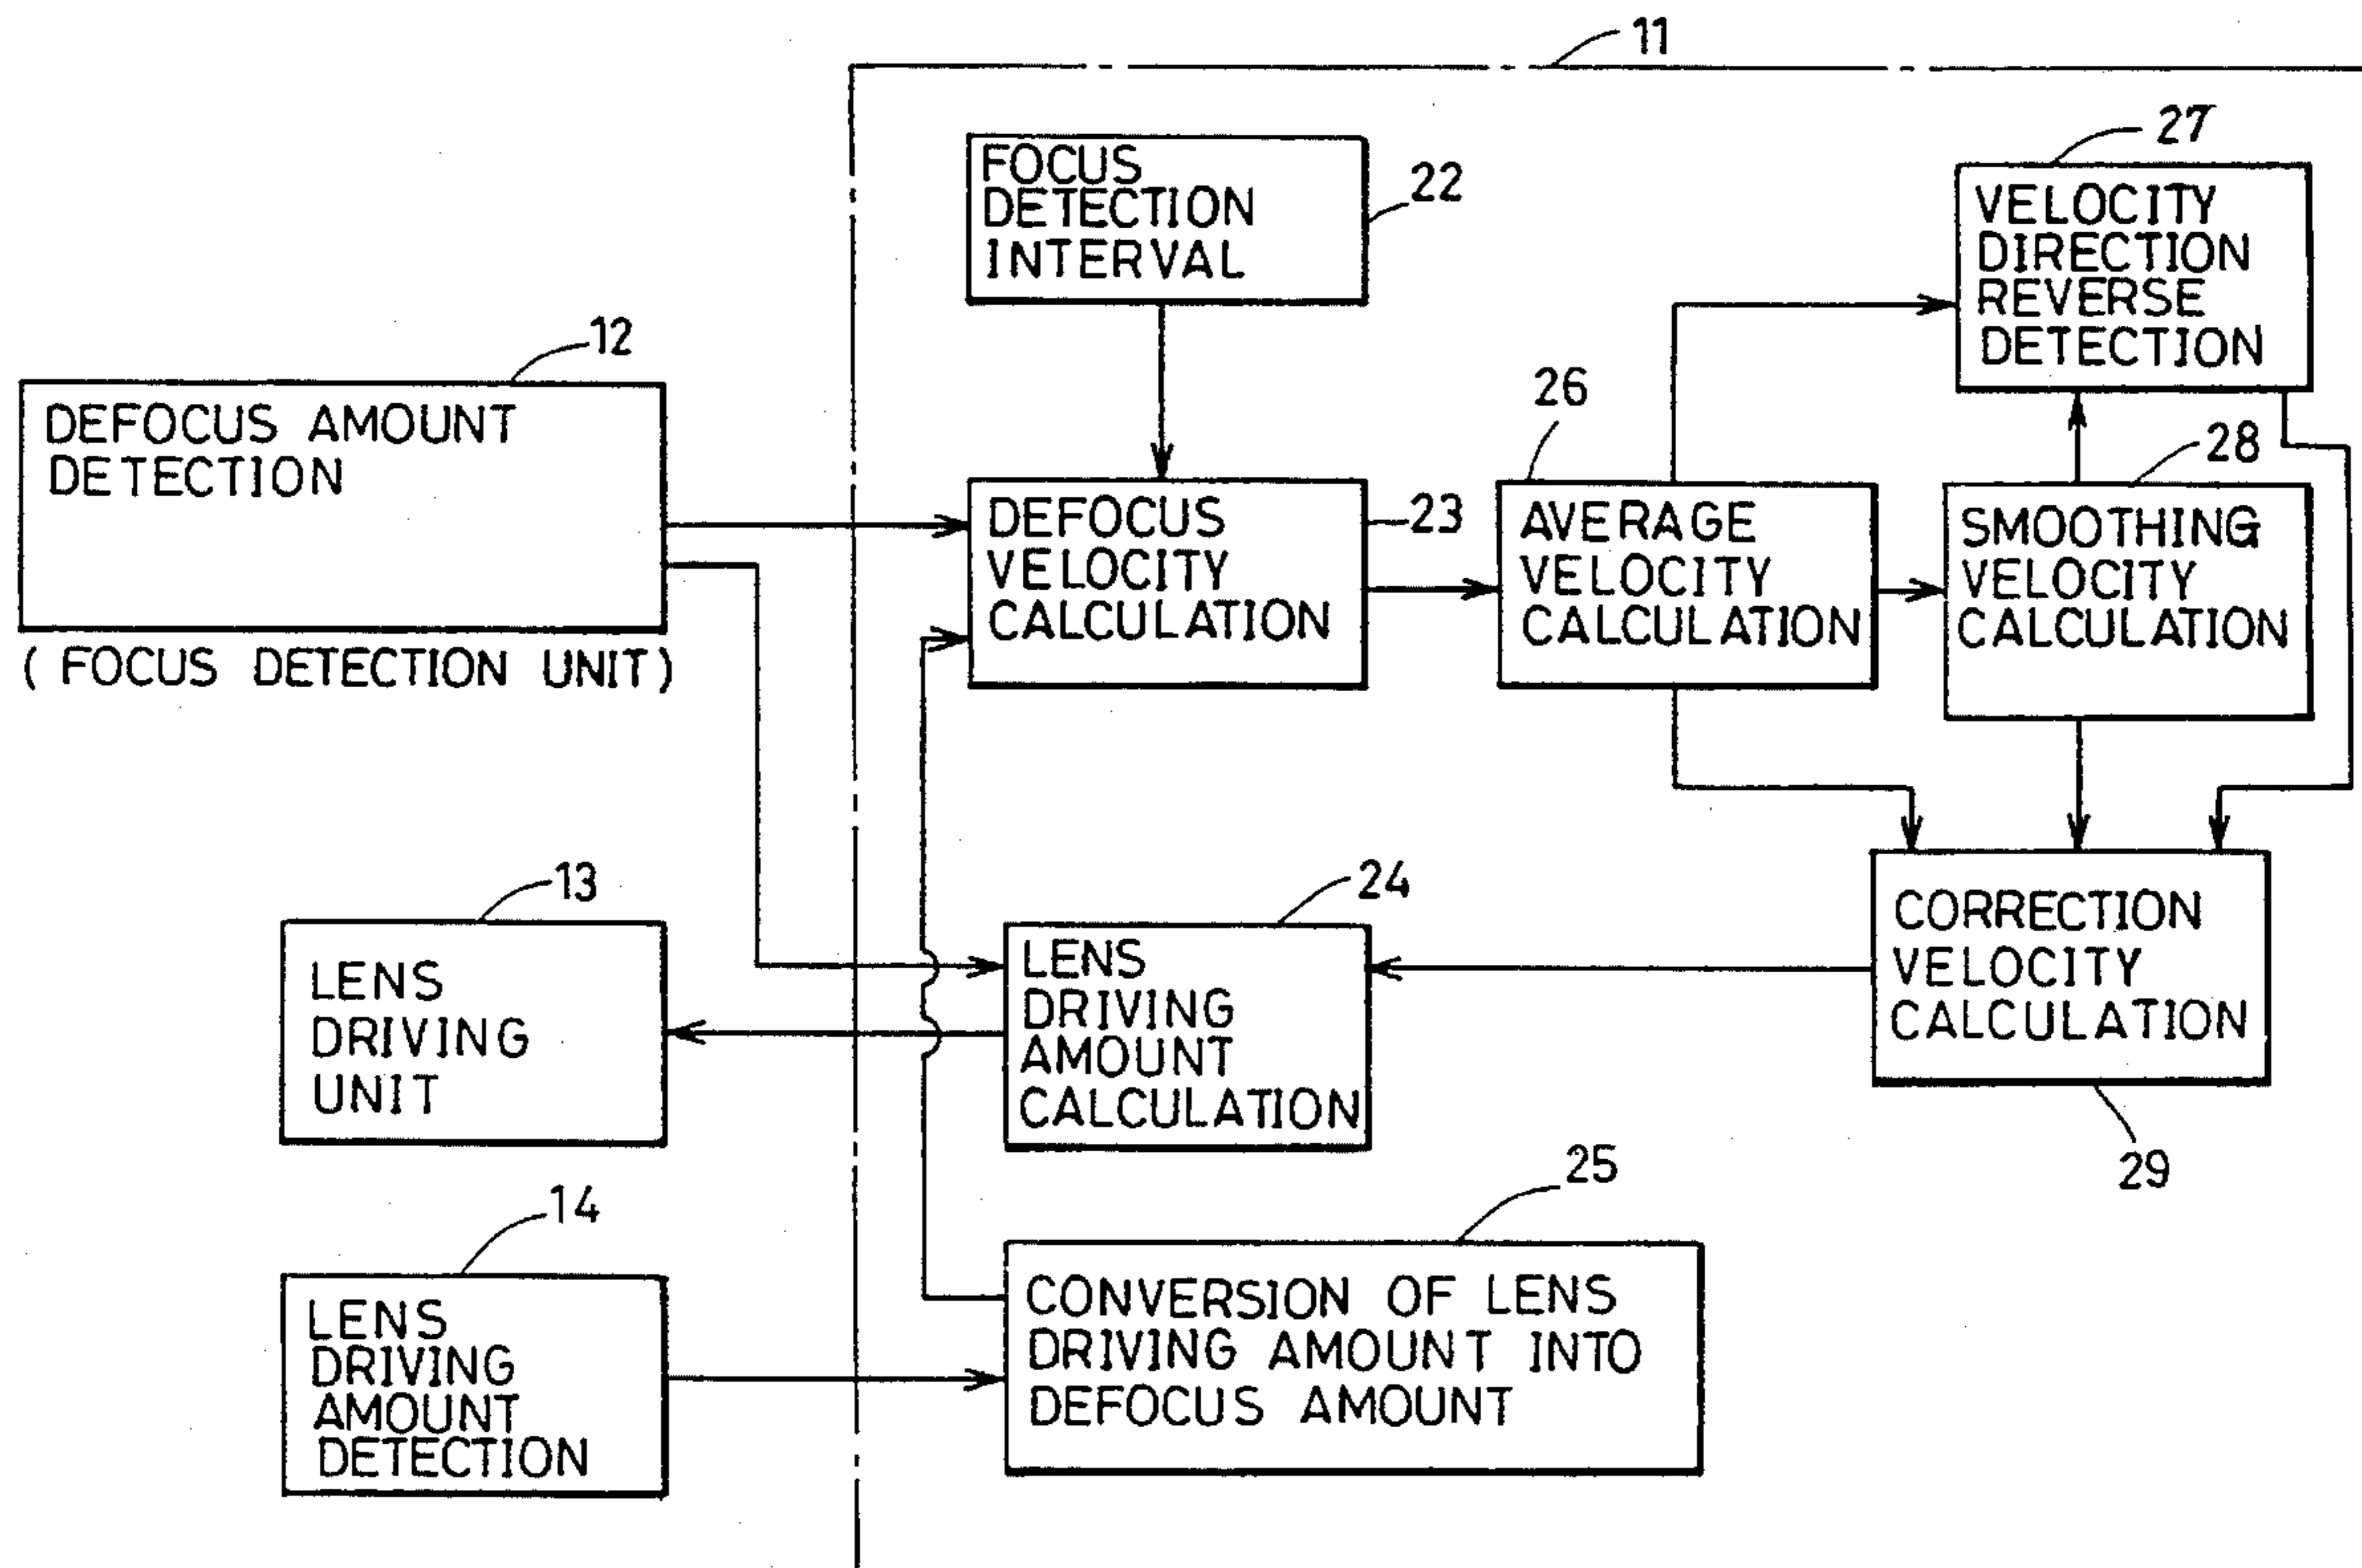 11
FOCUS
DETECTION
INTERVAL
22
27
VELOCITY
DIRECTION
REVERSE
DETECTION
12
DEFOCUS AMOUNT
DETECTION
(FOCUS DETECTION UNIT)
DEFOCUS
VELOCITY
CALCULATION
23
26
AVERAGE
VELOCITY
CALCULATION
28
SMOOTHING
VELOCITY
CALCULATION
13
LENS
DRIVING
UNIT
24
LENS
DRIVING
AMOUNT
CALCULATION
CORRECTION
VELOCITY
CALCULATION
29
14
LENS
DRIVING
AMOUNT
DETECTION
25
CONVERSION OF LENS
DRIVING AMOUNT INTO
DEFOCUS AMOUNT